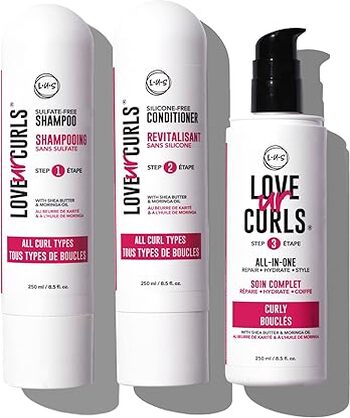 L-U-S
SULFATE-FREE
SHAMPOO
SHAMPOOING
SANS SULFATE
STEP 1 ÉTAPE
WITH SHEA BUTTER
& MORINGA OIL
AU BEURRE DE KARITÉ
& À L'HUILE DE MORINGA
LOVE ur CURLS®
ALL CURL TYPES
TOUS TYPES DE BOUCLES
250 ml / 8.5 fl. oz.
L-U-S
SILICONE-FREE
CONDITIONER
REVITALISANT
SANS SILICONE
STEP 2 ÉTAPE
WITH SHEA BUTTER
& MORINGA OIL
AU BEURRE DE KARITÉ
& À L'HUILE DE MORINGA
LOVE ur CURLS®
ALL CURL TYPES
TOUS TYPES DE BOUCLES
250 ml / 8.5 fl. oz.
L-U-S
LOVE
ur
CURLS®
STEP 3 ÉTAPE
ALL-IN-ONE
REPAIR • HYDRATE • STYLE
SOIN COMPLET
RÉPARE • HYDRATE • COIFFE
CURLY
BOUCLÉS
WITH SHEA BUTTER & MORINGA OIL
AU BEURRE DE KARITÉ & À L'HUILE DE MORINGA
250 ml / 8.5 fl. oz.